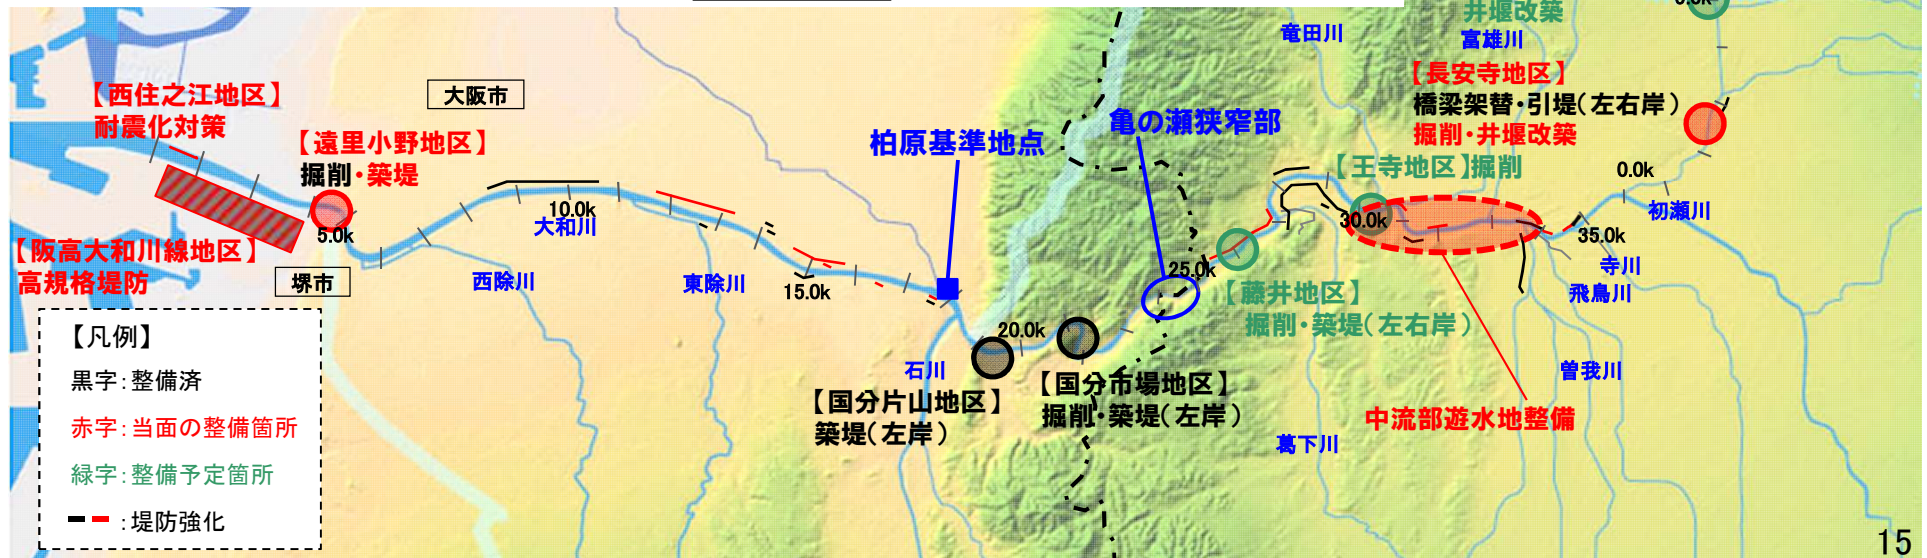 井堰改築
竜田川
富雄川
【長安寺地区】
橋梁架替・引堤(左右岸)
掘削・井堰改築
【西住之江地区】
耐震化対策
大阪市
【遠里小野地区】
掘削・築堤
柏原基準地点
亀の瀬狭窄部
【王寺地区】掘削
0.0k
初瀬川
10.0k
大和川
5.0k
30.0k
35.0k
【阪高大和川線地区】
高規格堤防
堺市
西除川
東除川
15.0k
25.0k
寺川
飛鳥川
【藤井地区】
掘削・築堤(左右岸)
20.0k
石川
曽我川
【国分片山地区】
築堤(左岸)
【国分市場地区】
掘削・築堤(左岸)
中流部遊水地整備
葛下川
【凡例】
黒字:整備済
赤字:当面の整備箇所
緑字:整備予定箇所
:堤防強化
15